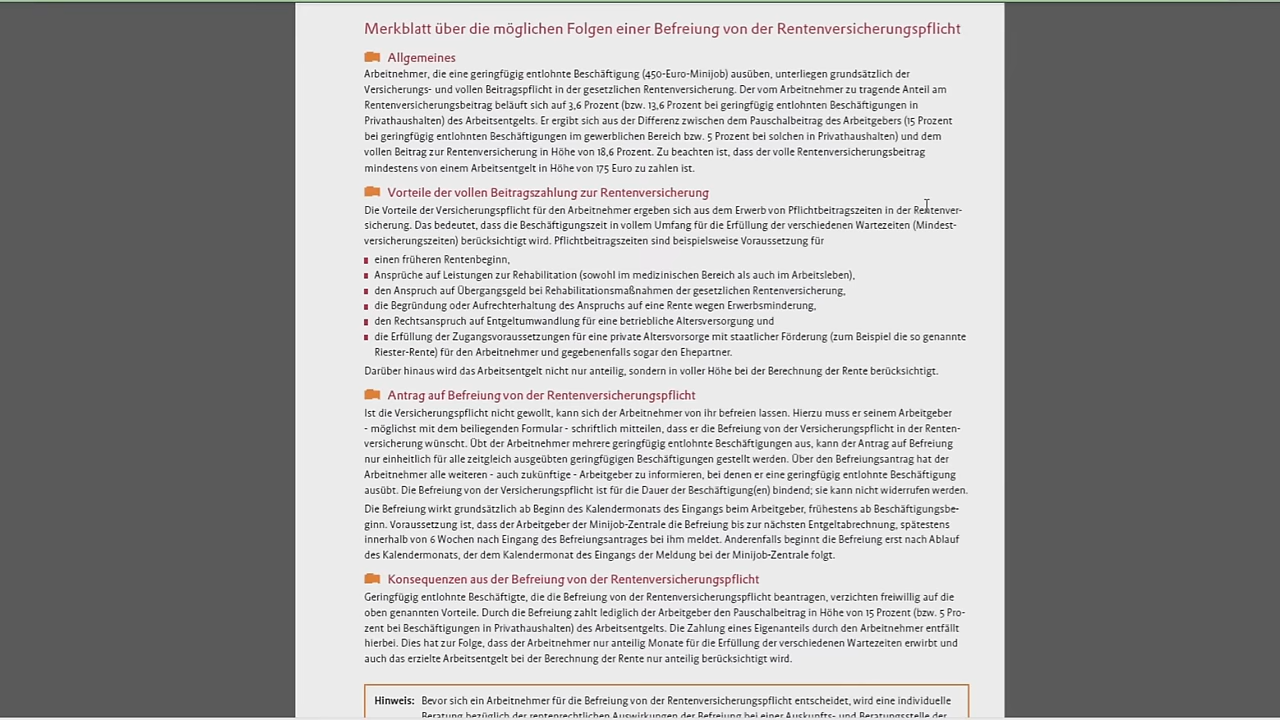 Merkblatt über die möglichen Folgen einer Befreiung von der Rentenversicherungspflicht
Allgemeines
Arbeitnehmer, die eine geringfügig entlohnte Beschäftigung (450-Euro-Minijob) ausüben, unterliegen grundsätzlich der
Versicherungs- und vollen Beitragspflicht in der gesetzlichen Rentenversicherung. Der vom Arbeitnehmer zu tragende Anteil am
Rentenversicherungsbeitrag beläuft sich auf 3,6 Prozent (bzw. 13,6 Prozent bei geringfügig entlohnten Beschäftigungen in
Privathaushalten) des Arbeitsentgelts. Er ergibt sich aus der Differenz zwischen dem Pauschalbeitrag des Arbeitgebers (15 Prozent
bei geringfügig entlohnten Beschäftigungen im gewerblichen Bereich bzw. 5 Prozent bei solchen in Privathaushalten) und dem
vollen Beitrag zur Rentenversicherung in Höhe von 18,6 Prozent. Zu beachten ist, dass der volle Rentenversicherungsbeitrag
mindestens von einem Arbeitsentgelt in Höhe von 175 Euro zu zahlen ist.
Vorteile der vollen Beitragszahlung zur Rentenversicherung
Die Vorteile der Versicherungspflicht für den Arbeitnehmer ergeben sich aus dem Erwerb von Pflichtbeitragszeiten in der Rentenver-
sicherung. Das bedeutet, dass die Beschäftigungszeit in vollem Umfang für die Erfüllung der verschiedenen Wartezeiten (Mindest-
versicherungszeiten) berücksichtigt wird. Pflichtbeitragszeiten sind beispielsweise Voraussetzung für
einen früheren Rentenbeginn,
Ansprüche auf Leistungen zur Rehabilitation (sowohl im medizinischen Bereich als auch im Arbeitsleben),
den Anspruch auf Übergangsgeld bei Rehabilitationsmaßnahmen der gesetzlichen Rentenversicherung,
die Begründung oder Aufrechterhaltung des Anspruchs auf eine Rente wegen Erwerbsminderung,
den Rechtsanspruch auf Entgeltumwandlung für eine betriebliche Altersversorgung und
die Erfüllung der Zugangsvoraussetzungen für eine private Altersvorsorge mit staatlicher Förderung (zum Beispiel die so genannte
Riester-Rente) für den Arbeitnehmer und gegebenenfalls sogar den Ehepartner.
Darüber hinaus wird das Arbeitsentgelt nicht nur anteilig, sondern in voller Höhe bei der Berechnung der Rente berücksichtigt.
Antrag auf Befreiung von der Rentenversicherungspflicht
Ist die Versicherungspflicht nicht gewollt, kann sich der Arbeitnehmer von ihr befreien lassen. Hierzu muss er seinem Arbeitgeber
- möglichst mit dem beiliegenden Formular - schriftlich mitteilen, dass er die Befreiung von der Versicherungspflicht in der Renten-
versicherung wünscht. Übt der Arbeitnehmer mehrere geringfügig entlohnte Beschäftigungen aus, kann der Antrag auf Befreiung
nur einheitlich für alle zeitgleich ausgeübten geringfügigen Beschäftigungen gestellt werden. Über den Befreiungsantrag hat der
Arbeitnehmer alle weiteren - auch zukünftige - Arbeitgeber zu informieren, bei denen er eine geringfügig entlohnte Beschäftigung
ausübt. Die Befreiung von der Versicherungspflicht ist für die Dauer der Beschäftigung(en) bindend; sie kann nicht widerrufen werden.
Die Befreiung wirkt grundsätzlich ab Beginn des Kalendermonats des Eingangs beim Arbeitgeber, frühestens ab Beschäftigungsbe-
ginn. Voraussetzung ist, dass der Arbeitgeber der Minijob-Zentrale die Befreiung bis zur nächsten Entgeltabrechnung, spätestens
innerhalb von 6 Wochen nach Eingang des Befreiungsantrages bei ihm meldet. Anderenfalls beginnt die Befreiung erst nach Ablauf
des Kalendermonats, der dem Kalendermonat des Eingangs der Meldung bei der Minijob-Zentrale folgt.
Konsequenzen aus der Befreiung von der Rentenversicherungspflicht
Geringfügig entlohnte Beschäftigte, die die Befreiung von der Rentenversicherungspflicht beantragen, verzichten freiwillig auf die
oben genannten Vorteile. Durch die Befreiung zahlt lediglich der Arbeitgeber den Pauschalbeitrag in Höhe von 15 Prozent (bzw. 5 Pro-
zent bei Beschäftigungen in Privathaushalten) des Arbeitsentgelts. Die Zahlung eines Eigenanteils durch den Arbeitnehmer entfällt
hierbei. Dies hat zur Folge, dass der Arbeitnehmer nur anteilig Monate für die Erfüllung der verschiedenen Wartezeiten erwirbt und
auch das erzielte Arbeitsentgelt bei der Berechnung der Rente nur anteilig berücksichtigt wird.
Hinweis: Bevor sich ein Arbeitnehmer für die Befreiung von der Rentenversicherungspflicht entscheidet, wird eine individuelle
Beratung bezüglich der rentenrechtlichen Auswirkungen der Befreiung bei einer Auskunfts- und Beratungsstelle der